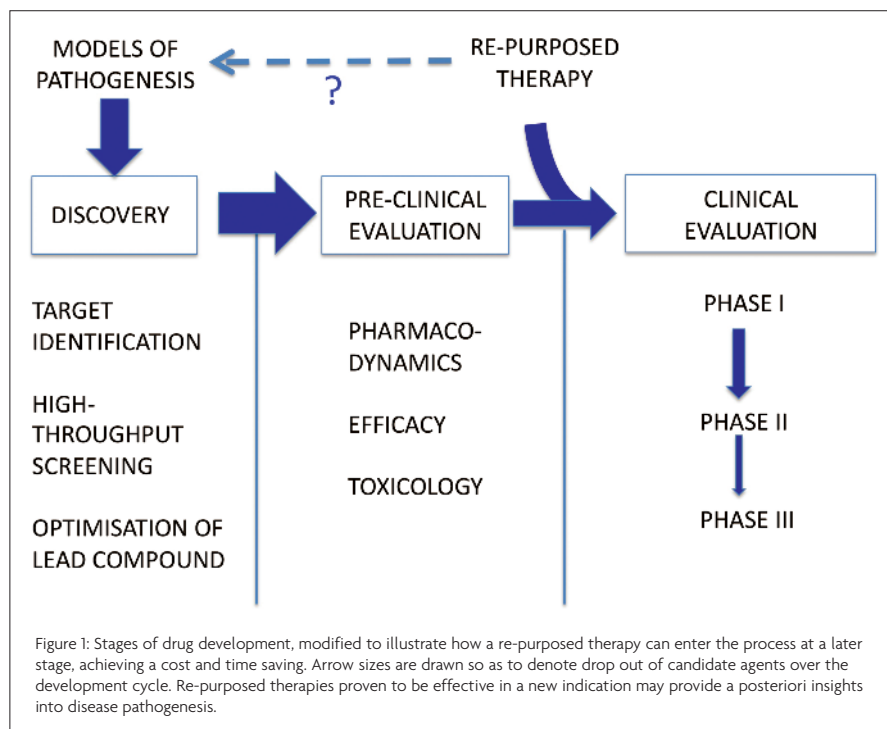 MODELS OF
PATHOGENESIS
RE-PURPOSED
THERAPY
?
DISCOVERY
PRE-CLINICAL
EVALUATION
CLINICAL
EVALUATION
TARGET
IDENTIFICATION
HIGH-
THROUGHPUT
SCREENING
OPTIMISATION OF
LEAD COMPOUND
PHARMACO-
DYNAMICS
EFFICACY
TOXICOLOGY
PHASE I
PHASE II
PHASE III
Figure 1: Stages of drug development, modified to illustrate how a re-purposed therapy can enter the process at a later
stage, achieving a cost and time saving. Arrow sizes are drawn so as to denote drop out of candidate agents over the
development cycle. Re-purposed therapies proven to be effective in a new indication may provide a posteriori insights
into disease pathogenesis.